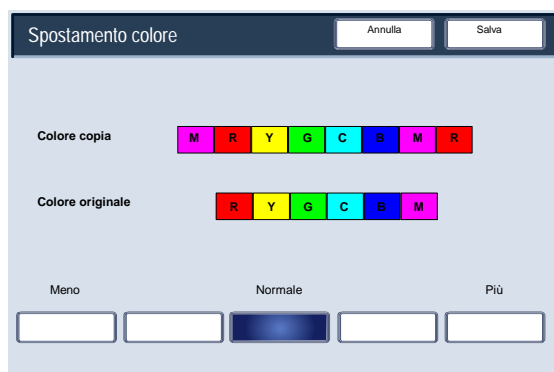 Spostamento colore Annulla Salva
Colore copia M R Y G C B M R
Colore originale R Y G C B M
Meno Normale Più